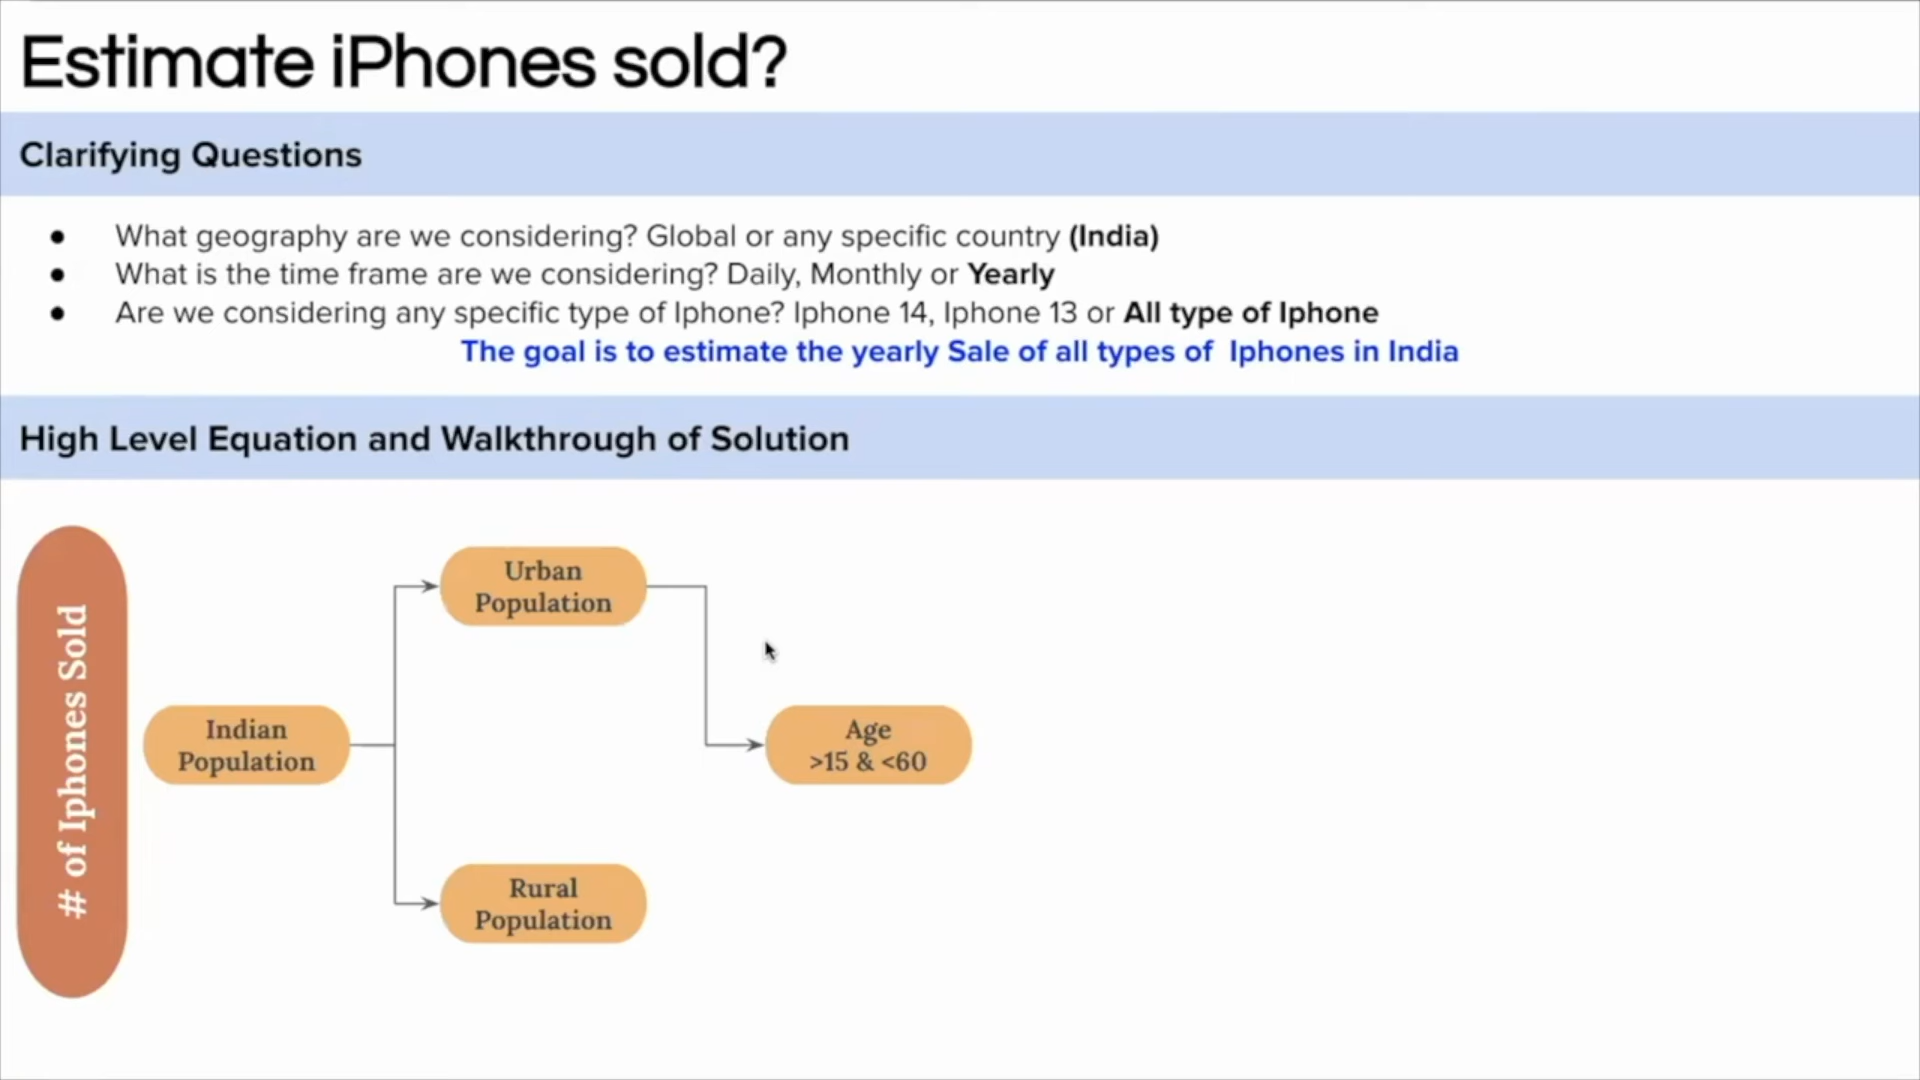 Estimate iPhones sold?
Clarifying Questions
● What geography are we considering? Global or any specific country (India)
● What is the time frame are we considering? Daily, Monthly or Yearly
● Are we considering any specific type of Iphone? Iphone 14, Iphone 13 or All type of Iphone
The goal is to estimate the yearly Sale of all types of Iphones in India
High Level Equation and Walkthrough of Solution
# of Iphones Sold
Indian
Population
Urban
Population
Rural
Population
Age
>15 & <60